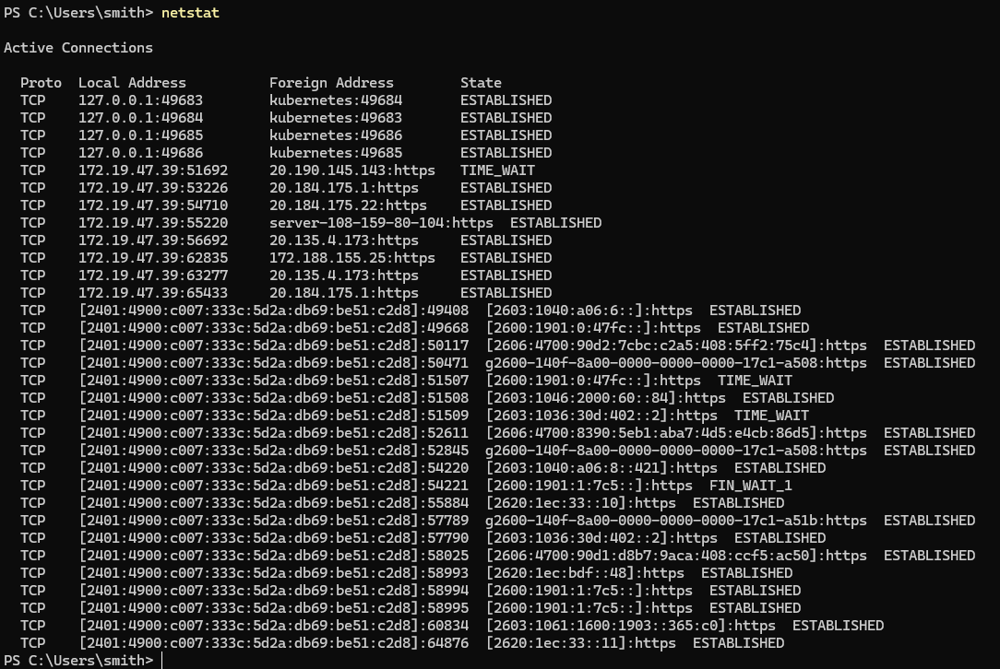 PS C:\Users\smith> netstat
Active Connections
Proto Local Address Foreign Address State
TCP 127.0.0.1:49683 kubernetes:49684 ESTABLISHED
TCP 127.0.0.1:49684 kubernetes:49683 ESTABLISHED
TCP 127.0.0.1:49685 kubernetes:49686 ESTABLISHED
TCP 127.0.0.1:49686 kubernetes:49685 ESTABLISHED
TCP 172.19.47.39:51692 20.190.145.143:https TIME_WAIT
TCP 172.19.47.39:53226 20.184.175.1:https ESTABLISHED
TCP 172.19.47.39:54710 20.184.175.22:https ESTABLISHED
TCP 172.19.47.39:55220 server-108-159-80-104:https ESTABLISHED
TCP 172.19.47.39:56692 20.135.4.173:https ESTABLISHED
TCP 172.19.47.39:62835 172.188.155.25:https ESTABLISHED
TCP 172.19.47.39:63277 20.135.4.173:https ESTABLISHED
TCP 172.19.47.39:65433 20.184.175.1:https ESTABLISHED
TCP [2401:4900:c007:333c:5d2a:db69:be51:c2d8]:49408 [2603:1040:a06:6::]:https ESTABLISHED
TCP [2401:4900:c007:333c:5d2a:db69:be51:c2d8]:49668 [2600:1901:0:47fc::]:https ESTABLISHED
TCP [2401:4900:c007:333c:5d2a:db69:be51:c2d8]:50117 [2606:4700:90d2:7cbc:c2a5:408:5ff2:75c4]:https ESTABLISHED
TCP [2401:4900:c007:333c:5d2a:db69:be51:c2d8]:50471 g2600-140f-8a00-0000-0000-0000-17c1-a508:https ESTABLISHED
TCP [2401:4900:c007:333c:5d2a:db69:be51:c2d8]:51507 [2600:1901:0:47fc::]:https TIME_WAIT
TCP [2401:4900:c007:333c:5d2a:db69:be51:c2d8]:51508 [2603:1046:2000:60::84]:https ESTABLISHED
TCP [2401:4900:c007:333c:5d2a:db69:be51:c2d8]:51509 [2603:1036:30d:402::2]:https TIME_WAIT
TCP [2401:4900:c007:333c:5d2a:db69:be51:c2d8]:52611 [2606:4700:8390:5eb1:aba7:4d5:e4cb:86d5]:https ESTABLISHED
TCP [2401:4900:c007:333c:5d2a:db69:be51:c2d8]:52845 g2600-140f-8a00-0000-0000-0000-17c1-a508:https ESTABLISHED
TCP [2401:4900:c007:333c:5d2a:db69:be51:c2d8]:54220 [2603:1040:a06:8::421]:https ESTABLISHED
TCP [2401:4900:c007:333c:5d2a:db69:be51:c2d8]:54221 [2600:1901:1:7c5::]:https FIN_WAIT_1
TCP [2401:4900:c007:333c:5d2a:db69:be51:c2d8]:55884 [2620:1ec:33::10]:https ESTABLISHED
TCP [2401:4900:c007:333c:5d2a:db69:be51:c2d8]:57789 g2600-140f-8a00-0000-0000-0000-17c1-a51b:https ESTABLISHED
TCP [2401:4900:c007:333c:5d2a:db69:be51:c2d8]:57790 [2603:1036:30d:402::2]:https ESTABLISHED
TCP [2401:4900:c007:333c:5d2a:db69:be51:c2d8]:58025 [2606:4700:90d1:d8b7:9aca:408:ccf5:ac50]:https ESTABLISHED
TCP [2401:4900:c007:333c:5d2a:db69:be51:c2d8]:58993 [2620:1ec:bdf::48]:https ESTABLISHED
TCP [2401:4900:c007:333c:5d2a:db69:be51:c2d8]:58994 [2600:1901:1:7c5::]:https ESTABLISHED
TCP [2401:4900:c007:333c:5d2a:db69:be51:c2d8]:58995 [2600:1901:1:7c5::]:https ESTABLISHED
TCP [2401:4900:c007:333c:5d2a:db69:be51:c2d8]:60834 [2603:1061:1600:1903::365:c0]:https ESTABLISHED
TCP [2401:4900:c007:333c:5d2a:db69:be51:c2d8]:64876 [2620:1ec:33::11]:https ESTABLISHED
PS C:\Users\smith>